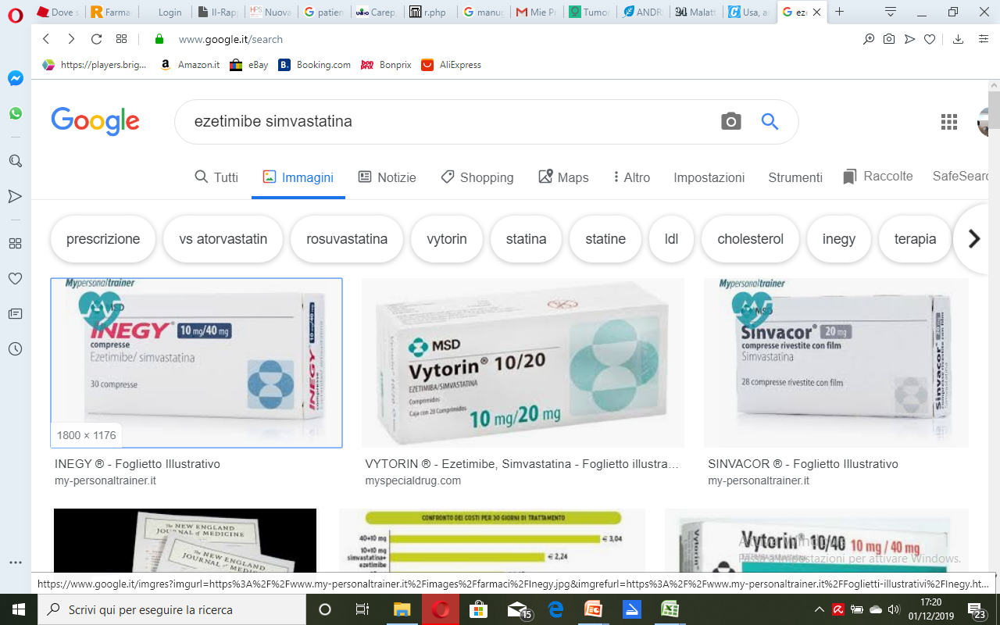 Dove s
Farma
Login
Il-Rap
Nuova
patien
Carep
r.php
manu
Mie P
Tumo
ANDR
Malatt
Usa, a
eze
www.google.it/search
https://players.brig...
Amazon.it
eBay
Booking.com
Bonprix
AliExpress
Google
ezetimibe simvastatina
Tutti
Immagini
Notizie
Shopping
Maps
Altro
Impostazioni
Strumenti
Raccolte
SafeSearc
prescrizione
vs atorvastatin
rosuvastatina
vytorin
statina
statine
ldl
cholesterol
inegy
terapia
Mypersonaltrainer
MSD
INEGY® 10 mg/40 mg
compresse
Ezetimibe/ simvastatina
30 compresse
INEGY®
10 mg/40 mg
1800 × 1176
INEGY ® - Foglietto Illustrativo
my-personaltrainer.it
MSD
Vytorin® 10/20
EZETIMIBA/SIMVASTATINA
Comprimidos
Caja con 28 Comprimidos
10 mg/20 mg
VYTORIN ® - Ezetimibe, Simvastatina - Foglietto illustra...
myspecialdrug.com
Mypersonaltrainer
MSD
Sinvacor® 20 mg
compresse rivestite con film
Simvastatina
28 compresse rivestite con film
Sinvacor®
SINVACOR ® - Foglietto Illustrativo
my-personaltrainer.it
THE NEW ENGLAND
JOURNAL of MEDICINE
THE NEW ENGLAND
JOURNAL of MEDICINE
CONFRONTO DEI COSTI PER 30 GIORNI DI TRATTAMENTO
40+10 mg
€ 3,04
10+10 mg
simvastatina+
ezetimibe
€ 2,24
Vytorin® 10/40 10 mg / 40 mg
impostazioni per attivare Windows.
https://www.google.it/imgres?imgurl=https%3A%2F%2Fwww.my-personaltrainer.it%2Fimages%2Ffarmaci%2FInegy.jpg&imgrefurl=https%3A%2F%2Fwww.my-personaltrainer.it%2FFoglietti-illustrativi%2FInegy.ht...
Scrivi qui per eseguire la ricerca
15
17:20
01/12/2019
23